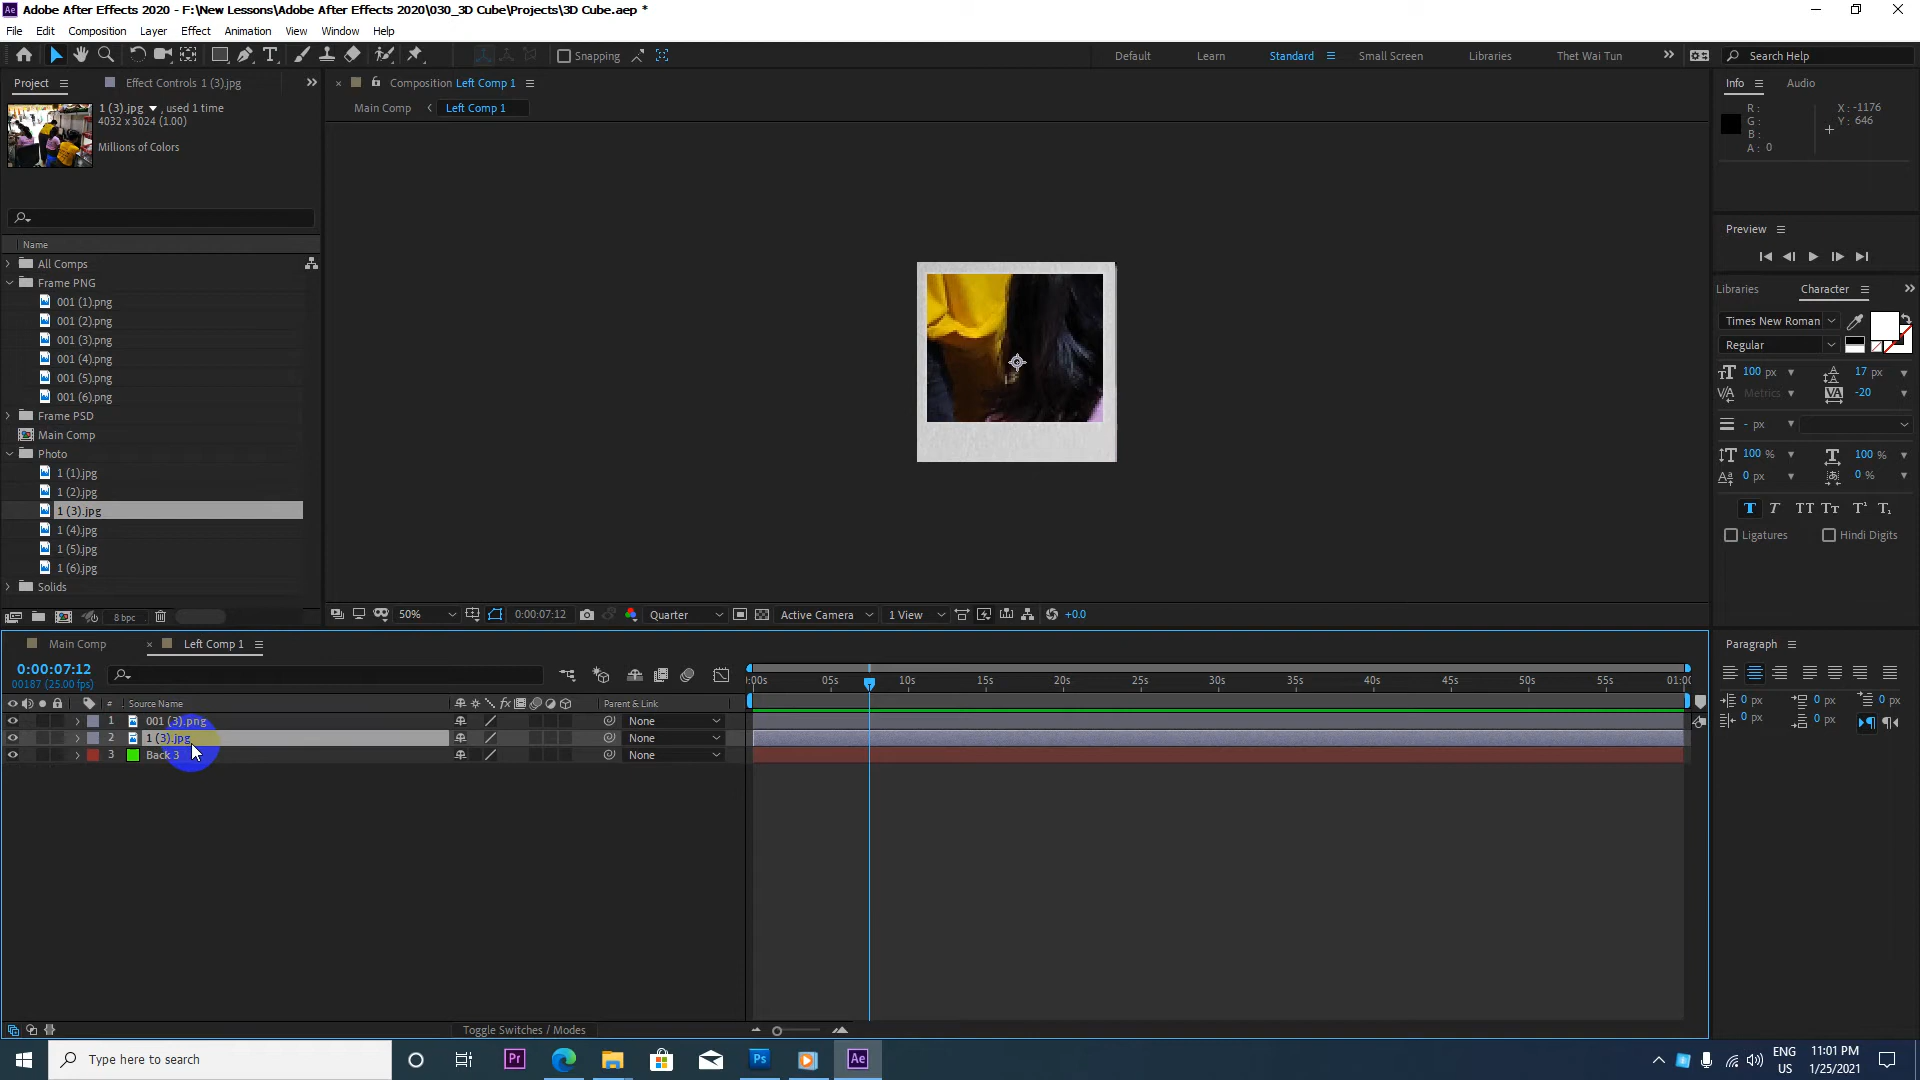 Adobe After Effects 2020 - F:\New Lessons\Adobe After Effects 2020\030_3D Cube\Projects\3D Cube.aep *
File Edit Composition Layer Effect Animation View Window Help
Snapping Default Learn Standard Small Screen Libraries Thet Wai Tun Search Help
Project Effect Controls 1 (3).jpg Composition Left Comp 1 Info Audio
1 (3).jpg , used 1 time
4032 x 3024 (1.00)
Millions of Colors
Main Comp Left Comp 1
R: X: -1176
G: Y: 646
B:
A: 0
Preview
Name
All Comps
Frame PNG
001 (1).png
001 (2).png
001 (3).png
001 (4).png
001 (5).png
001 (6).png
Frame PSD
Main Comp
Photo
1 (1).jpg
1 (2).jpg
1 (3).jpg
1 (4).jpg
1 (5).jpg
1 (6).jpg
Solids
8 bpc
Libraries Character
Times New Roman
Regular
100 px 17 px
Metrics -20
- px
100 % 100 %
0 px 0 %
T T TT Tt T¹ T₁
Ligatures Hindi Digits
50% 0:00:07:12 Quarter Active Camera 1 View +0.0
Main Comp Left Comp 1
0:00:07:12
00187 (25.00 fps)
:00s 05s 10s 15s 20s 25s 30s 35s 40s 45s 50s 55s 01:00
# Source Name fx Parent & Link
1 001 (3).png None
2 1 (3).jpg None
3 Back 3 None
Toggle Switches / Modes
Paragraph
0 px 0 px 0 px
0 px 0 px
Type here to search
Pr Ps Ae
ENG
US
11:01 PM
1/25/2021